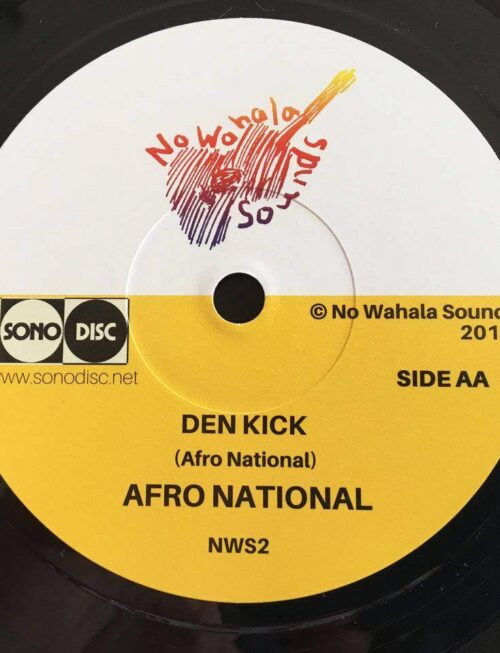 No Wahala Sounds
SONO DISC
© No Wahala Sound
201
www.sonodisc.net
SIDE AA
DEN KICK
(Afro National)
AFRO NATIONAL
NWS2